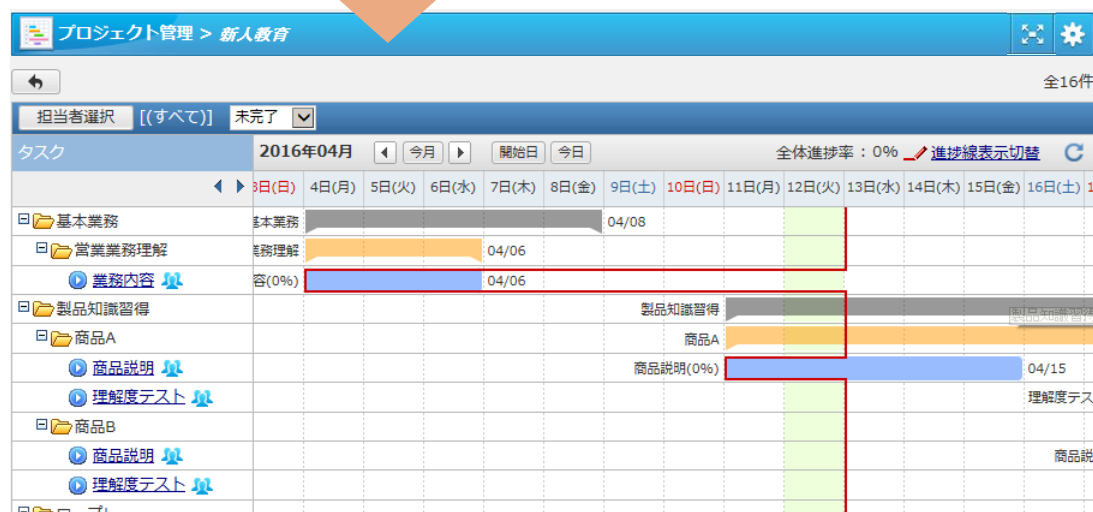 プロジェクト管理 > 新人教育
全16件
担当者選択 [(すべて)] 未完了
タスク 2016年04月 今月 開始日 今日 全体進捗率：0% 進捗線表示切替
3日(日) 4日(月) 5日(火) 6日(水) 7日(木) 8日(金) 9日(土) 10日(日) 11日(月) 12日(火) 13日(水) 14日(木) 15日(金) 16日(土) 1
基本業務 基本業務 04/08
営業業務理解 業務理解 04/06
業務内容 容(0%) 04/06
製品知識習得 製品知識習得 製品知識習得
商品A 商品A
商品説明 商品説明(0%) 04/15
理解度テスト 理解度テス
商品B
商品説明 商品説
理解度テスト